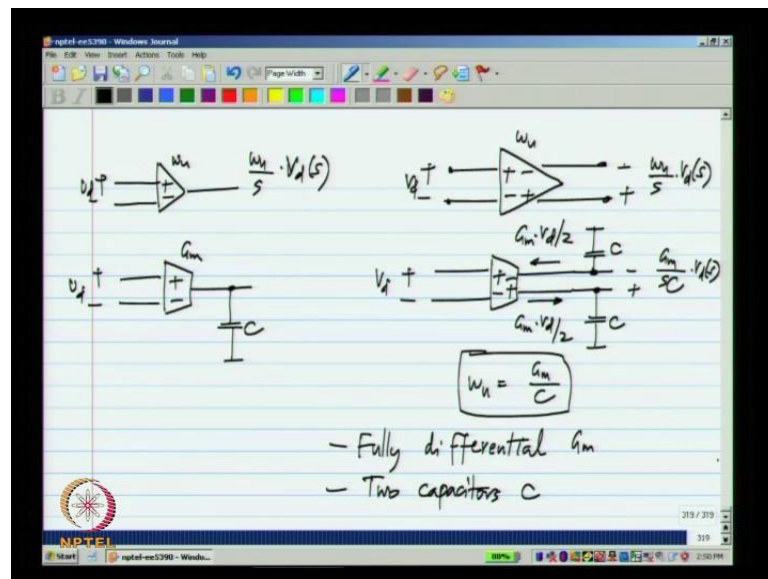 nptel-ee5390 - Windows Journal
File Edit View Insert Actions Tools Help
Page Width
B I
ωu
vd + − + − ωu/s · Vd(s)
ωu
vd + − + − − + − + ωu/s · Vd(s)
Gm
vd + − + − C
Gm · Vd/2 C
Vd + − + − − + − + Gm/sC · Vd(s)
Gm · Vd/2 C
ωu = Gm/C
- Fully differential Gm
- Two capacitors C
319 / 319
319
NPTEL
Start nptel-ee5390 - Windo... 2:50 PM